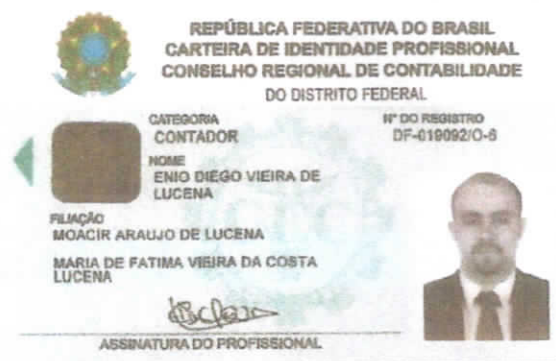 REPÚBLICA FEDERATIVA DO BRASIL
CARTEIRA DE IDENTIDADE PROFISSIONAL
CONSELHO REGIONAL DE CONTABILIDADE
DO DISTRITO FEDERAL
CATEGORIA
CONTADOR
Nº DO REGISTRO
DF-019092/O-6
NOME
ENIO DIEGO VIEIRA DE
LUCENA
FILIAÇÃO
MOACIR ARAUJO DE LUCENA
MARIA DE FATIMA VIEIRA DA COSTA
LUCENA
ASSINATURA DO PROFISSIONAL